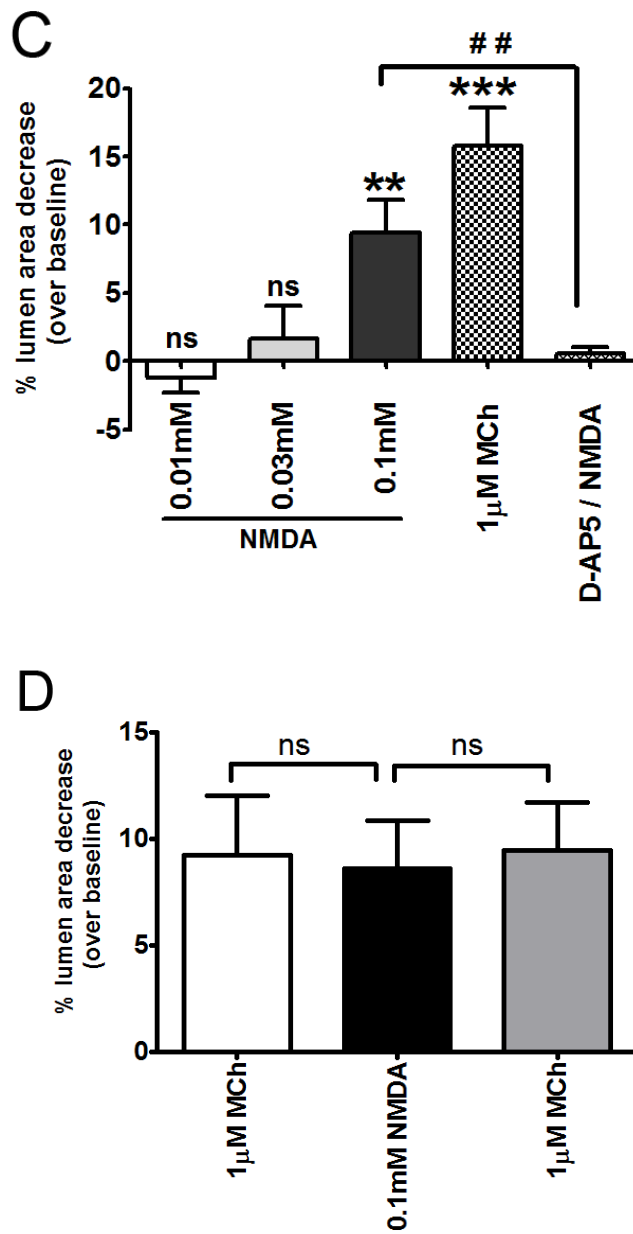 C
# #
% lumen area decrease
(over baseline)
20
15
10
5
0
-5
ns
ns
**
***
0.01mM
0.03mM
0.1mM
1μM MCh
D-AP5 / NMDA
NMDA
D
% lumen area decrease
(over baseline)
15
10
5
0
ns
ns
1μM MCh
0.1mM NMDA
1μM MCh